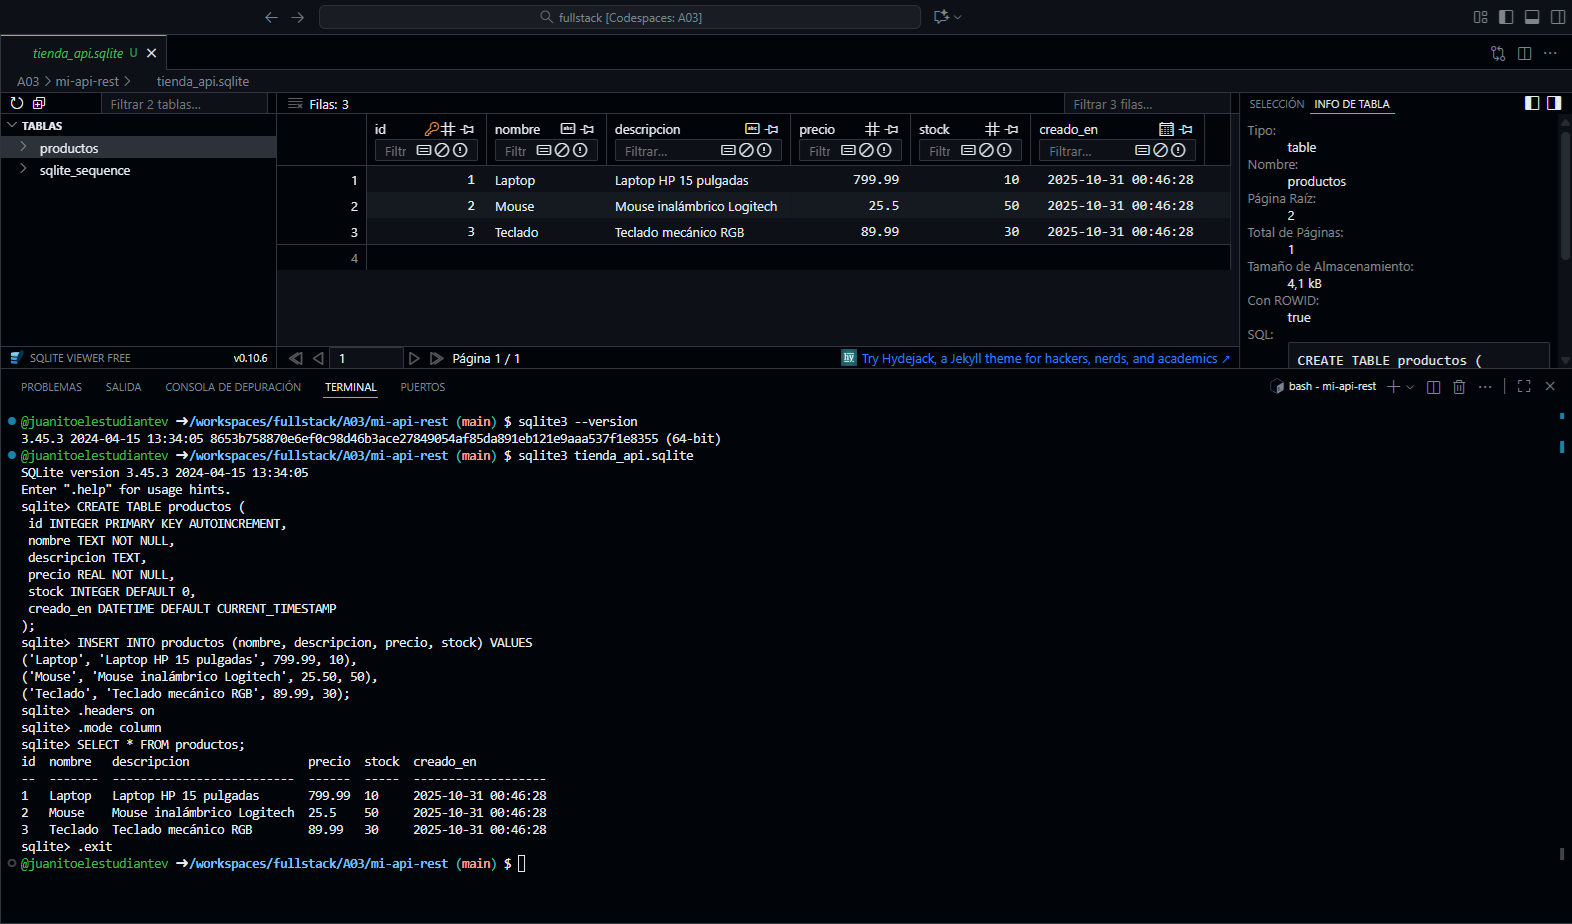 fullstack [Codespaces: A03]
tienda_api.sqlite U
A03 > mi-api-rest > tienda_api.sqlite
Filtrar 2 tablas...
Filas: 3
Filtrar 3 filas...
SELECCIÓN INFO DE TABLA
TABLAS
productos
sqlite_sequence
id nombre descripcion precio stock creado_en
Filtr Filtr Filtrar... Filtr Filtr Filtrar...
1 1 Laptop Laptop HP 15 pulgadas 799.99 10 2025-10-31 00:46:28
2 2 Mouse Mouse inalámbrico Logitech 25.5 50 2025-10-31 00:46:28
3 3 Teclado Teclado mecánico RGB 89.99 30 2025-10-31 00:46:28
4
Tipo:
table
Nombre:
productos
Página Raíz:
2
Total de Páginas:
1
Tamaño de Almacenamiento:
4,1 kB
Con ROWID:
true
SQL:
CREATE TABLE productos (
SQLITE VIEWER FREE v0.10.6
1 Página 1 / 1
hy Try Hydejack, a Jekyll theme for hackers, nerds, and academics ↗
PROBLEMAS SALIDA CONSOLA DE DEPURACIÓN TERMINAL PUERTOS
bash - mi-api-rest
@juanitoelestudiantev ➜/workspaces/fullstack/A03/mi-api-rest (main) $ sqlite3 --version
3.45.3 2024-04-15 13:34:05 8653b758870e6ef0c98d46b3ace27849054af85da891eb121e9aaa537f1e8355 (64-bit)
@juanitoelestudiantev ➜/workspaces/fullstack/A03/mi-api-rest (main) $ sqlite3 tienda_api.sqlite
SQLite version 3.45.3 2024-04-15 13:34:05
Enter ".help" for usage hints.
sqlite> CREATE TABLE productos (
id INTEGER PRIMARY KEY AUTOINCREMENT,
nombre TEXT NOT NULL,
descripcion TEXT,
precio REAL NOT NULL,
stock INTEGER DEFAULT 0,
creado_en DATETIME DEFAULT CURRENT_TIMESTAMP
);
sqlite> INSERT INTO productos (nombre, descripcion, precio, stock) VALUES
('Laptop', 'Laptop HP 15 pulgadas', 799.99, 10),
('Mouse', 'Mouse inalámbrico Logitech', 25.50, 50),
('Teclado', 'Teclado mecánico RGB', 89.99, 30);
sqlite> .headers on
sqlite> .mode column
sqlite> SELECT * FROM productos;
id  nombre   descripcion                 precio  stock  creado_en
--  -------  --------------------------  ------  -----  -------------------
1   Laptop   Laptop HP 15 pulgadas       799.99  10     2025-10-31 00:46:28
2   Mouse    Mouse inalámbrico Logitech  25.5    50     2025-10-31 00:46:28
3   Teclado  Teclado mecánico RGB        89.99   30     2025-10-31 00:46:28
sqlite> .exit
@juanitoelestudiantev ➜/workspaces/fullstack/A03/mi-api-rest (main) $